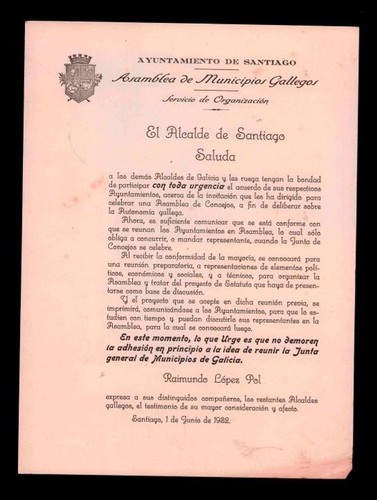 AYUNTAMIENTO DE SANTIAGO
Asamblea de Municipios Gallegos
Servicio de Organización
El Alcalde de Santiago
Saluda
a los demás Alcaldes de Galicia y les ruega tengan la bondad
de participar con toda urgencia el acuerdo de sus respectivos
Ayuntamientos, acerca de la invitación que les ha dirigido para
celebrar una Asamblea de Concejos, a fin de deliberar sobre
la Autonomía gallega.
Ahora, es suficiente comunicar que se está conforme con
que se reunan los Ayuntamientos en Asamblea, lo cual sólo
obliga a concurrir, o mandar representante, cuando la Junta de
Concejos se celebre.
Al recibir la conformidad de la mayoría, se convocará para
una reunión preparatoria, a representaciones de elementos polí-
ticos, económicos y sociales, y a técnicos, para organizar la
Asamblea y tratar del proyecto de Estatuto que haya de presen-
tarse como base de discusión.
Y el proyecto que se acepte en dicha reunión previa, se
imprimirá, comunicándose a los Ayuntamientos, para que lo es-
tudien con tiempo y puedan discutirlo sus representantes en la
Asamblea, para la cual se convocará luego.
En este momento, lo que Urge es que no demoren
la adhesión en principio a la idea de reunir la Junta
general de Municipios de Galicia.
Raimundo López Pol
expresa a sus distinguidos compañeros, los restantes Alcaldes
gallegos, el testimonio de su mayor consideración y afecto.
Santiago, 1 de Junio de 1932.